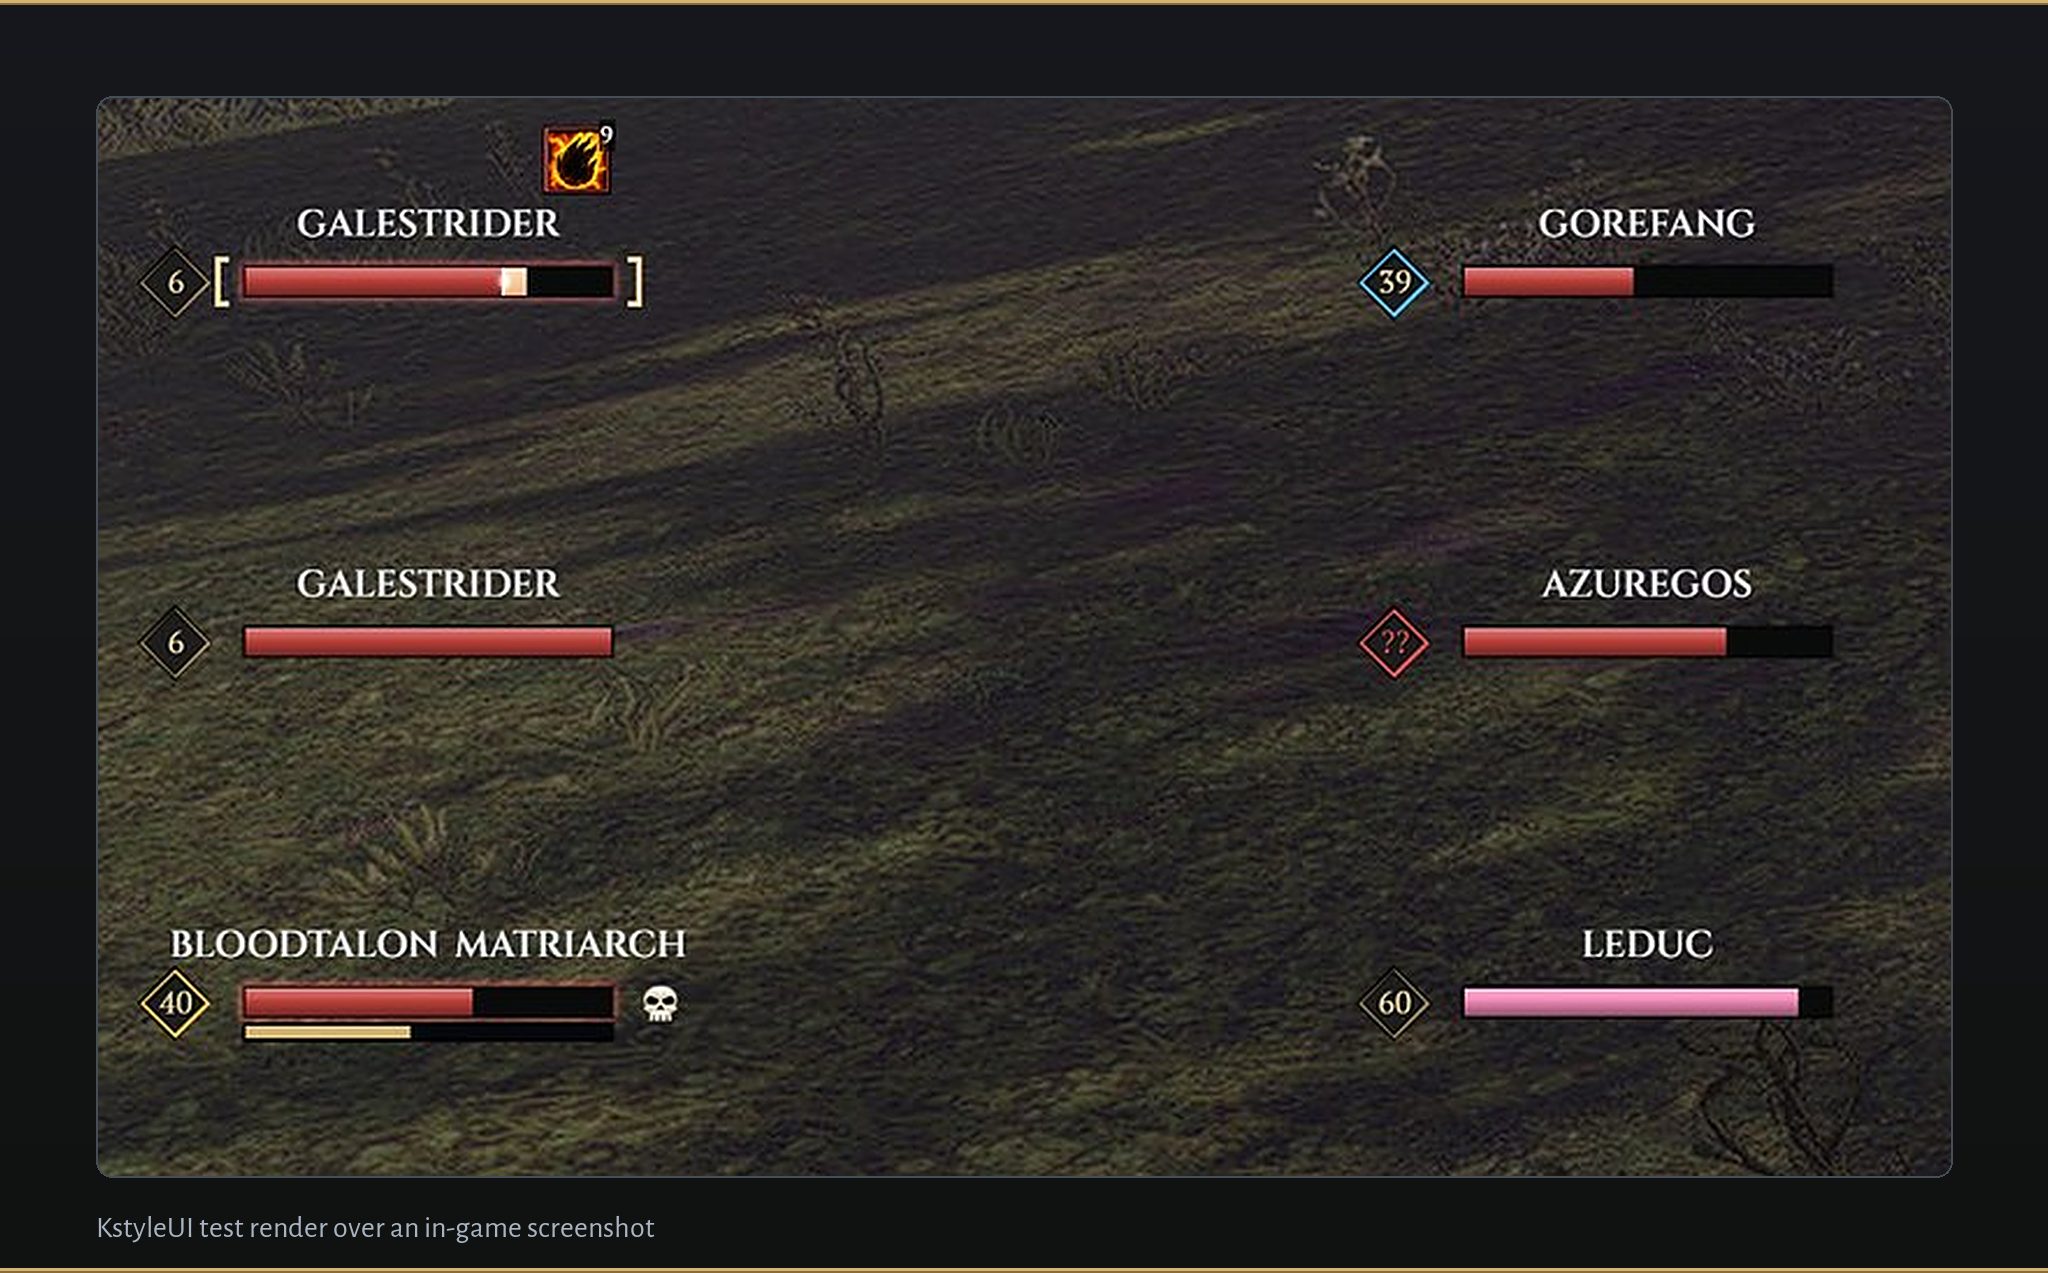 9
GALESTRIDER
6
GOREFANG
39
GALESTRIDER
6
AZUREGOS
??
BLOODTALON MATRIARCH
40
LEDUC
60
KstyleUI test render over an in-game screenshot